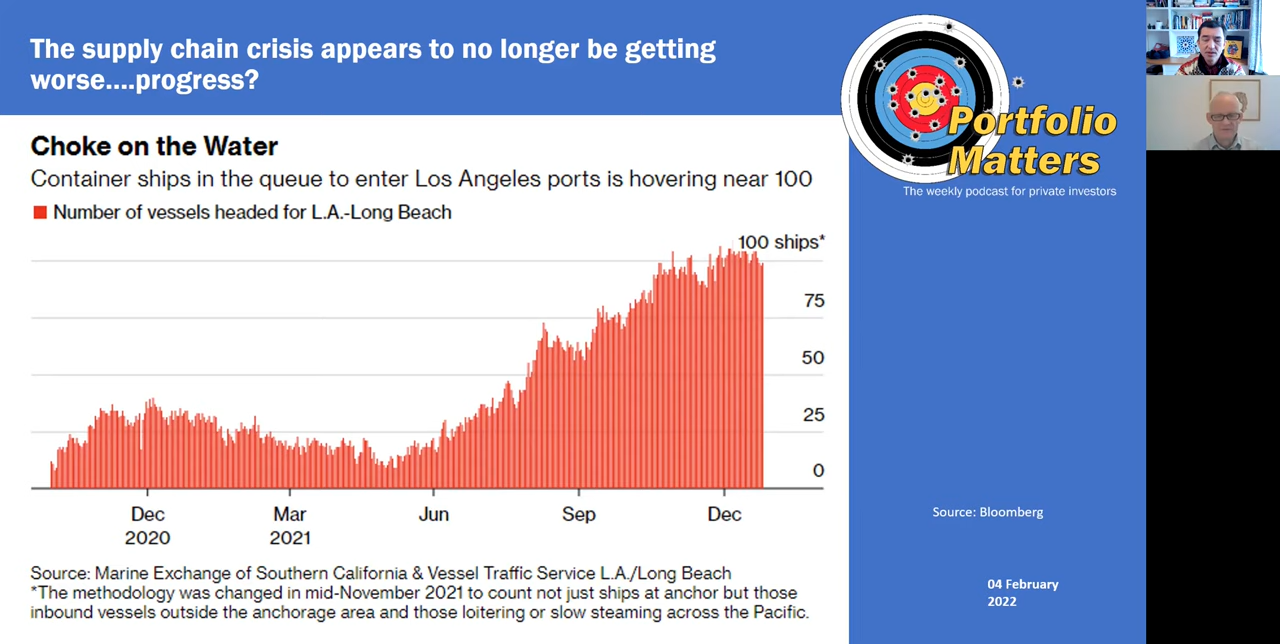 The supply chain crisis appears to no longer be getting
worse....progress?
Portfolio
Matters
The weekly podcast for private investors
Choke on the Water
Container ships in the queue to enter Los Angeles ports is hovering near 100
Number of vessels headed for L.A.-Long Beach
100 ships*
75
50
25
0
Dec Mar Jun Sep Dec
2020 2021
Source: Marine Exchange of Southern California & Vessel Traffic Service L.A./Long Beach
*The methodology was changed in mid-November 2021 to count not just ships at anchor but those
inbound vessels outside the anchorage area and those loitering or slow steaming across the Pacific.
Source: Bloomberg
04 February
2022